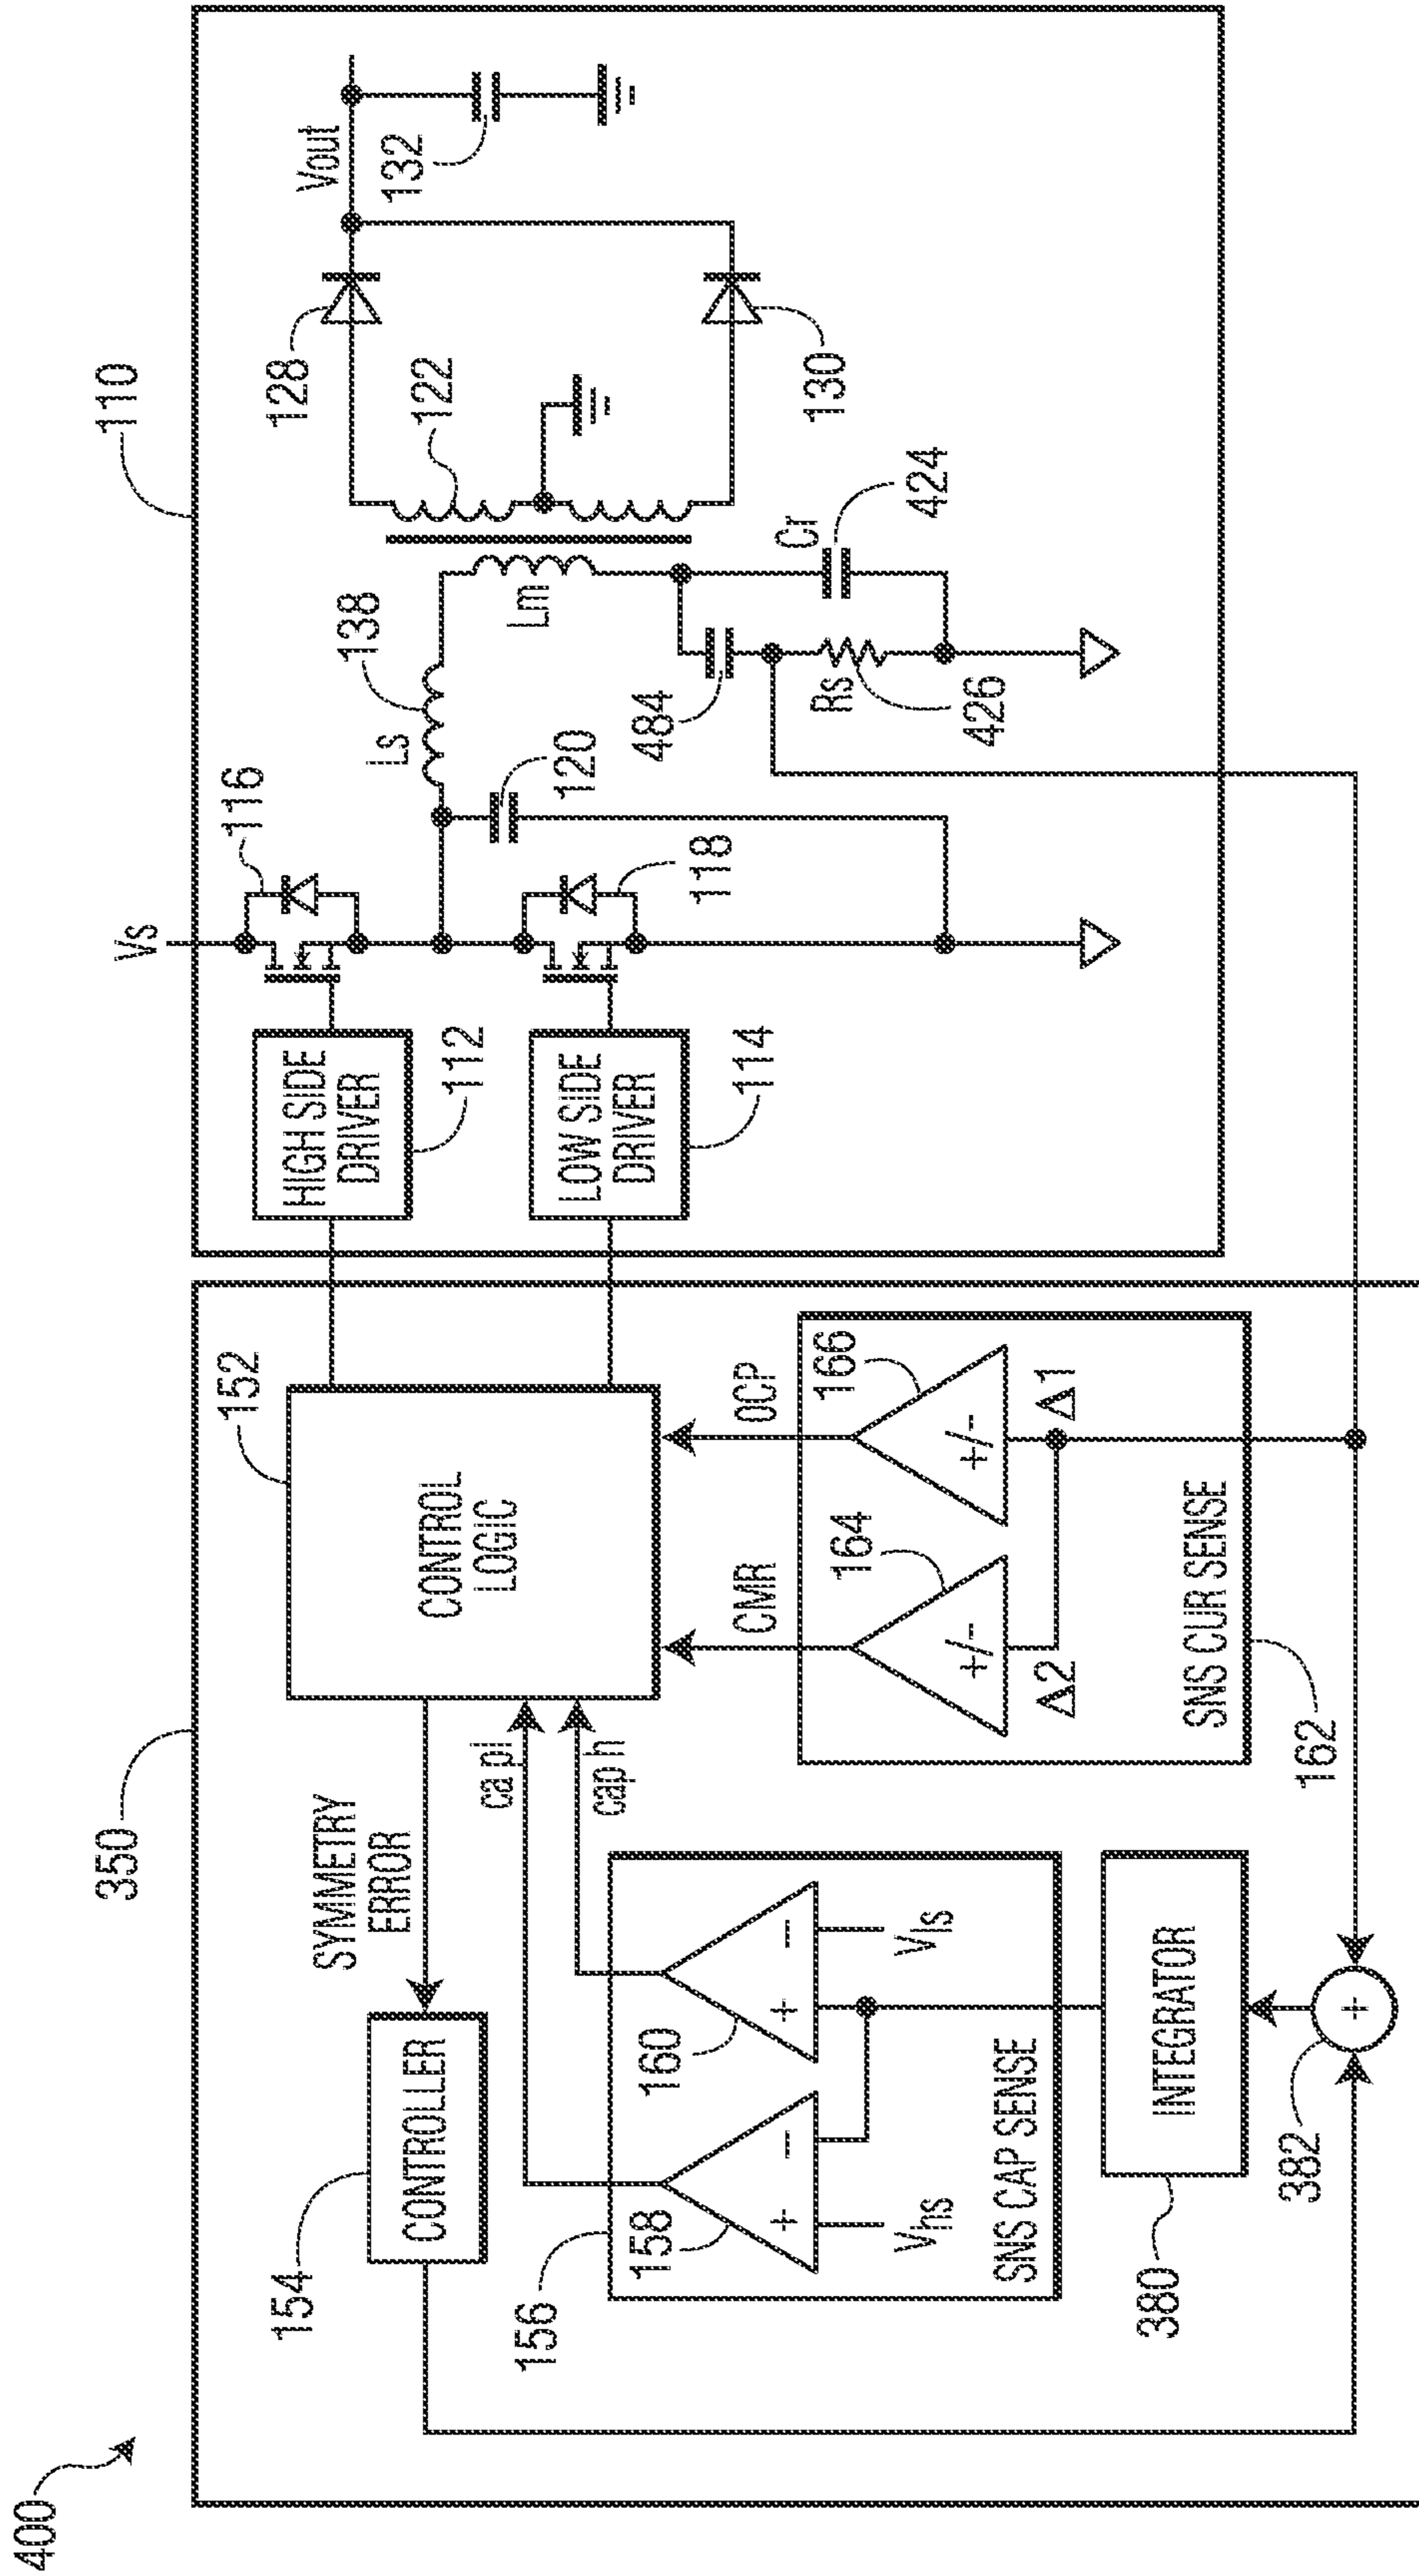 400
350
110
154
CONTROLLER
SYMMETRY
ERROR
152
CONTROL
LOGIC
HIGH SIDE
DRIVER
112
LOW SIDE
DRIVER
114
Vs
116
118
Ls
138
120
Lm
122
128
130
Vout
132
484
Rs
426
Cr
424
ca pl
cap h
156
158
+
−
Vhs
160
+
−
Vls
SNS CAP SENSE
CMR
OCP
164
+/-
Δ2
166
+/-
Δ1
SNS CUR SENSE
162
INTEGRATOR
380
+
382